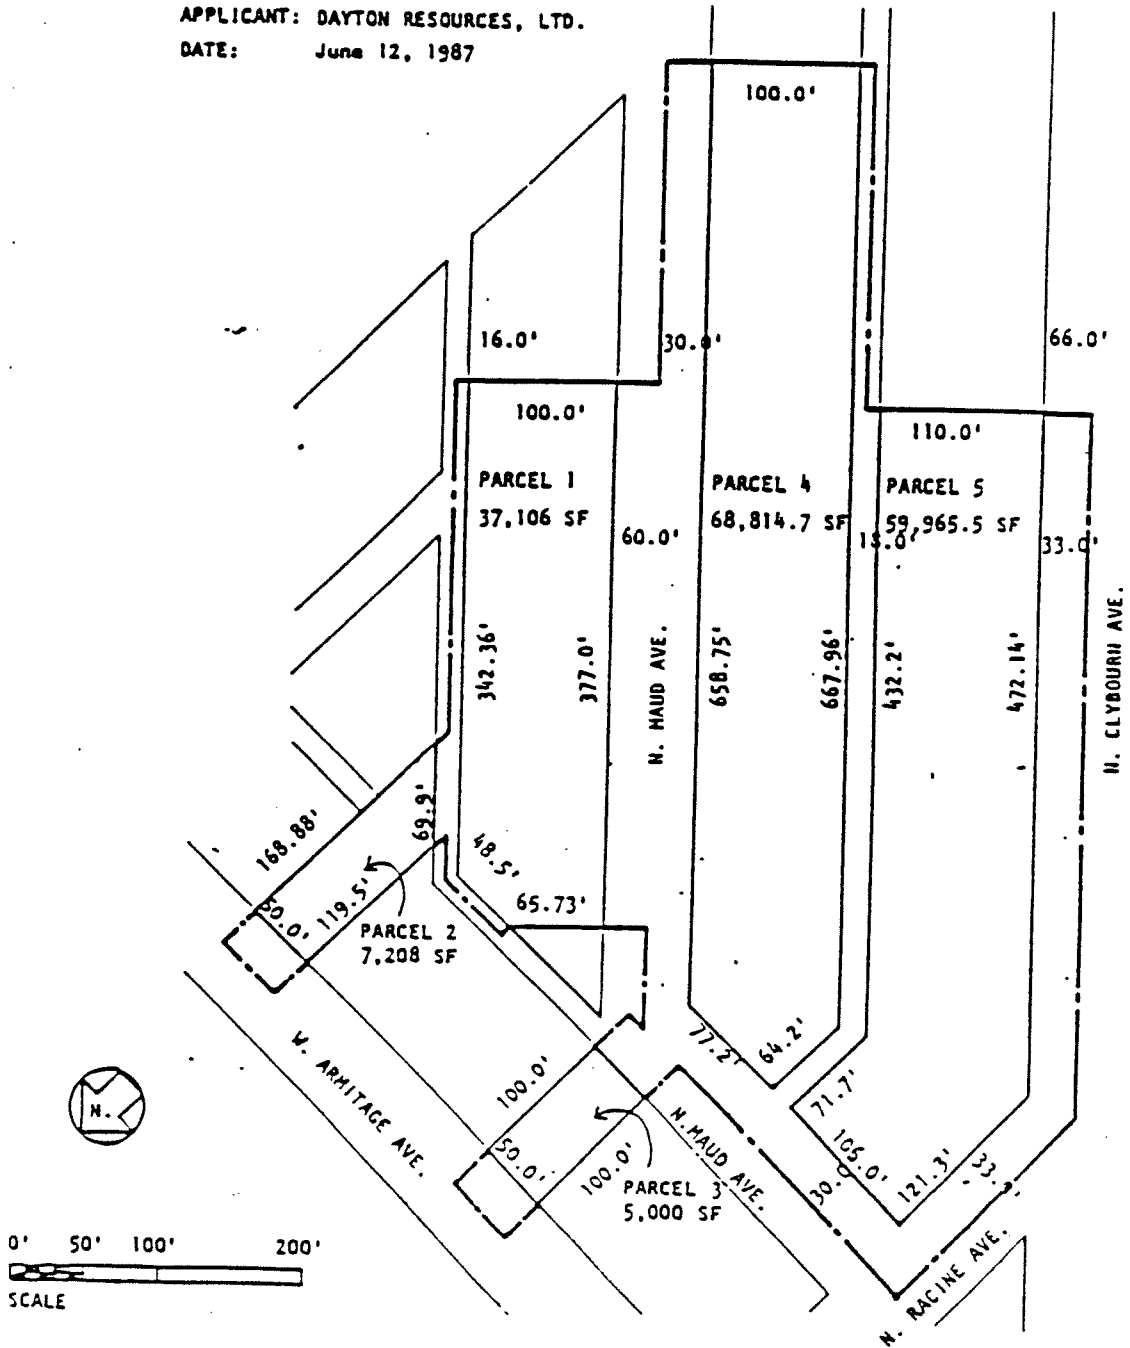 APPLICANT: DAYTON RESOURCES, LTD.
DATE: June 12, 1987
100.0'
16.0'
30.0'
66.0'
100.0'
110.0'
PARCEL 1
37,106 SF
PARCEL 4
68,814.7 SF
PARCEL 5
59,965.5 SF
60.0'
33.0'
342.36'
377.0'
N. MAUD AVE.
658.75'
667.96'
432.2'
472.14'
N. CLYBOURN AVE.
168.88'
69.9'
48.5'
65.73'
50.0'
119.5'
PARCEL 2
7,208 SF
W. ARMITAGE AVE.
77.2'
64.2'
71.7'
N.
100.0'
50.0'
100.0'
N. MAUD AVE.
PARCEL 3
5,000 SF
121.3'
N. RACINE AVE.
0' 50' 100' 200'
SCALE